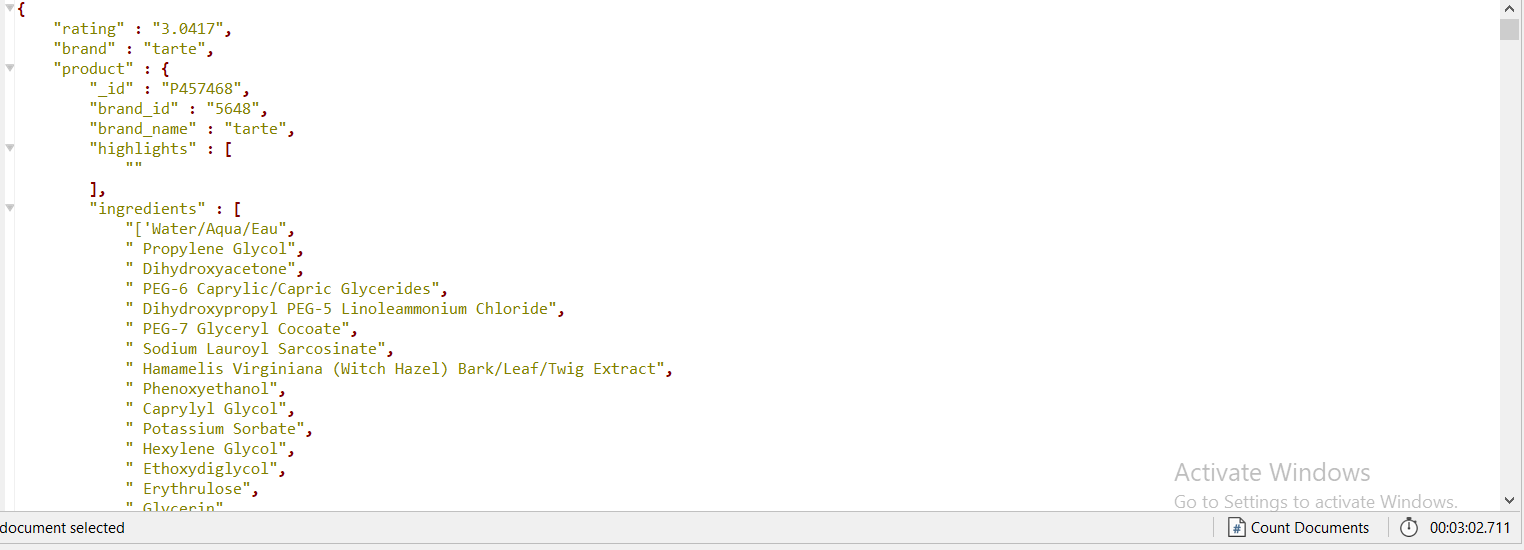 {
"rating" : "3.0417",
"brand" : "tarte",
"product" : {
"_id" : "P457468",
"brand_id" : "5648",
"brand_name" : "tarte",
"highlights" : [
""
],
"ingredients" : [
"['Water/Aqua/Eau",
" Propylene Glycol",
" Dihydroxyacetone",
" PEG-6 Caprylic/Capric Glycerides",
" Dihydroxypropyl PEG-5 Linoleammonium Chloride",
" PEG-7 Glyceryl Cocoate",
" Sodium Lauroyl Sarcosinate",
" Hamamelis Virginiana (Witch Hazel) Bark/Leaf/Twig Extract",
" Phenoxyethanol",
" Caprylyl Glycol",
" Potassium Sorbate",
" Hexylene Glycol",
" Ethoxydiglycol",
" Erythrulose",
" Glycerin"
Activate Windows
Go to Settings to activate Windows.
document selected
# Count Documents
00:03:02.711